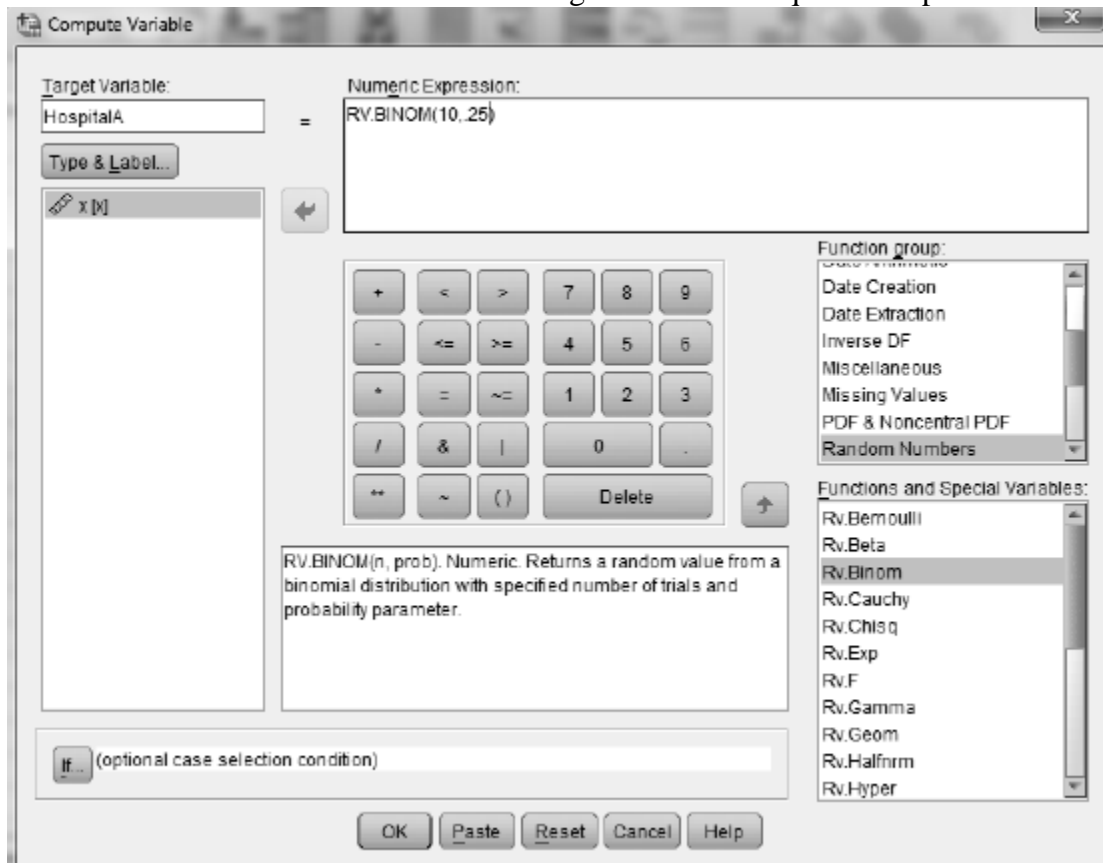 Compute Variable
Target Variable:
HospitalA
=
Numeric Expression:
RV.BINOM(10,.25)
Type & Label...
x [x]
+ < > 7 8 9
- <= >= 4 5 6
* = ~= 1 2 3
/ & | 0 .
** ~ ( ) Delete
Function group:
Date Creation
Date Extraction
Inverse DF
Miscellaneous
Missing Values
PDF & Noncentral PDF
Random Numbers
Functions and Special Variables:
Rv.Bernoulli
Rv.Beta
Rv.Binom
Rv.Cauchy
Rv.Chisq
Rv.Exp
Rv.F
Rv.Gamma
Rv.Geom
Rv.Halfnrm
Rv.Hyper
RV.BINOM(n, prob). Numeric. Returns a random value from a
binomial distribution with specified number of trials and
probability parameter.
If... (optional case selection condition)
OK Paste Reset Cancel Help